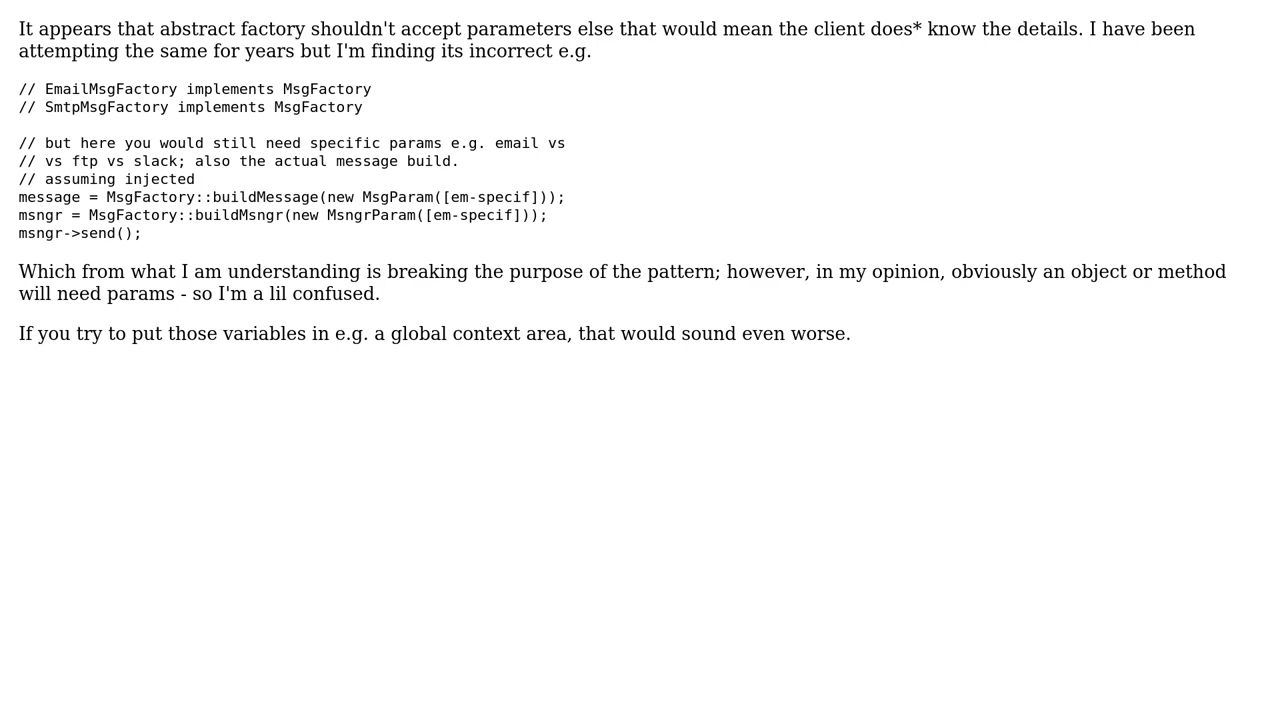 It appears that abstract factory shouldn't accept parameters else that would mean the client does* know the details. I have been
attempting the same for years but I'm finding its incorrect e.g.
// EmailMsgFactory implements MsgFactory
// SmtpMsgFactory implements MsgFactory
// but here you would still need specific params e.g. email vs
// vs ftp vs slack; also the actual message build.
// assuming injected
message = MsgFactory::buildMessage(new MsgParam([em-specif]));
msngr = MsgFactory::buildMsngr(new MsngrParam([em-specif]));
msngr->send();
Which from what I am understanding is breaking the purpose of the pattern; however, in my opinion, obviously an object or method
will need params - so I'm a lil confused.
If you try to put those variables in e.g. a global context area, that would sound even worse.